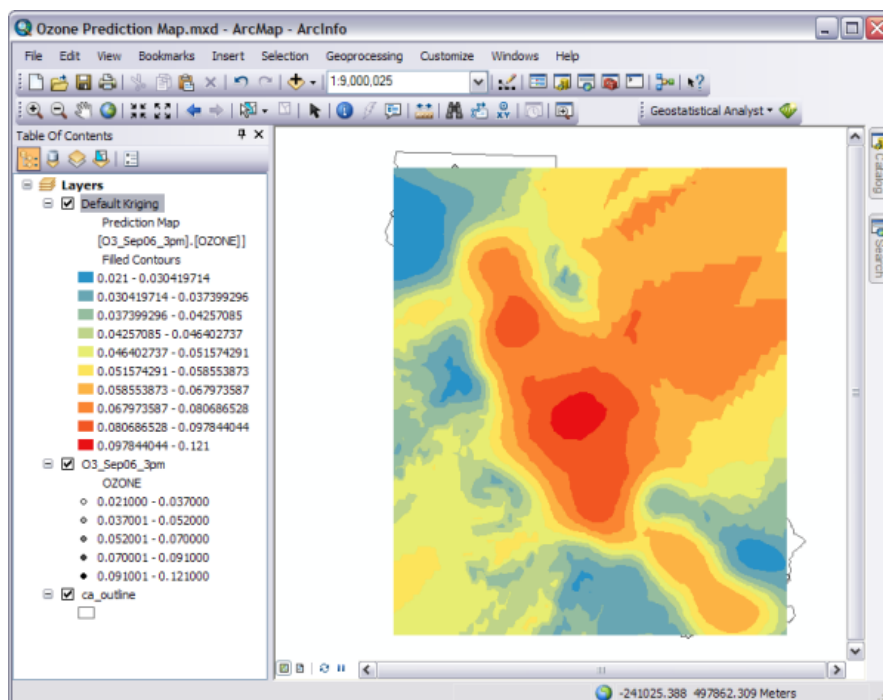 Ozone Prediction Map.mxd - ArcMap - ArcInfo
File Edit View Bookmarks Insert Selection Geoprocessing Customize Windows Help
1:9,000,025
Geostatistical Analyst
Table Of Contents
Layers
Default Kriging
Prediction Map
[O3_Sep06_3pm].[OZONE]]
Filled Contours
0.021 - 0.030419714
0.030419714 - 0.037399296
0.037399296 - 0.04257085
0.04257085 - 0.046402737
0.046402737 - 0.051574291
0.051574291 - 0.058553873
0.058553873 - 0.067973587
0.067973587 - 0.080686528
0.080686528 - 0.097844044
0.097844044 - 0.121
O3_Sep06_3pm
OZONE
0.021000 - 0.037000
0.037001 - 0.052000
0.052001 - 0.070000
0.070001 - 0.091000
0.091001 - 0.121000
ca_outline
Catalog
Search
-241025.388 497862.309 Meters